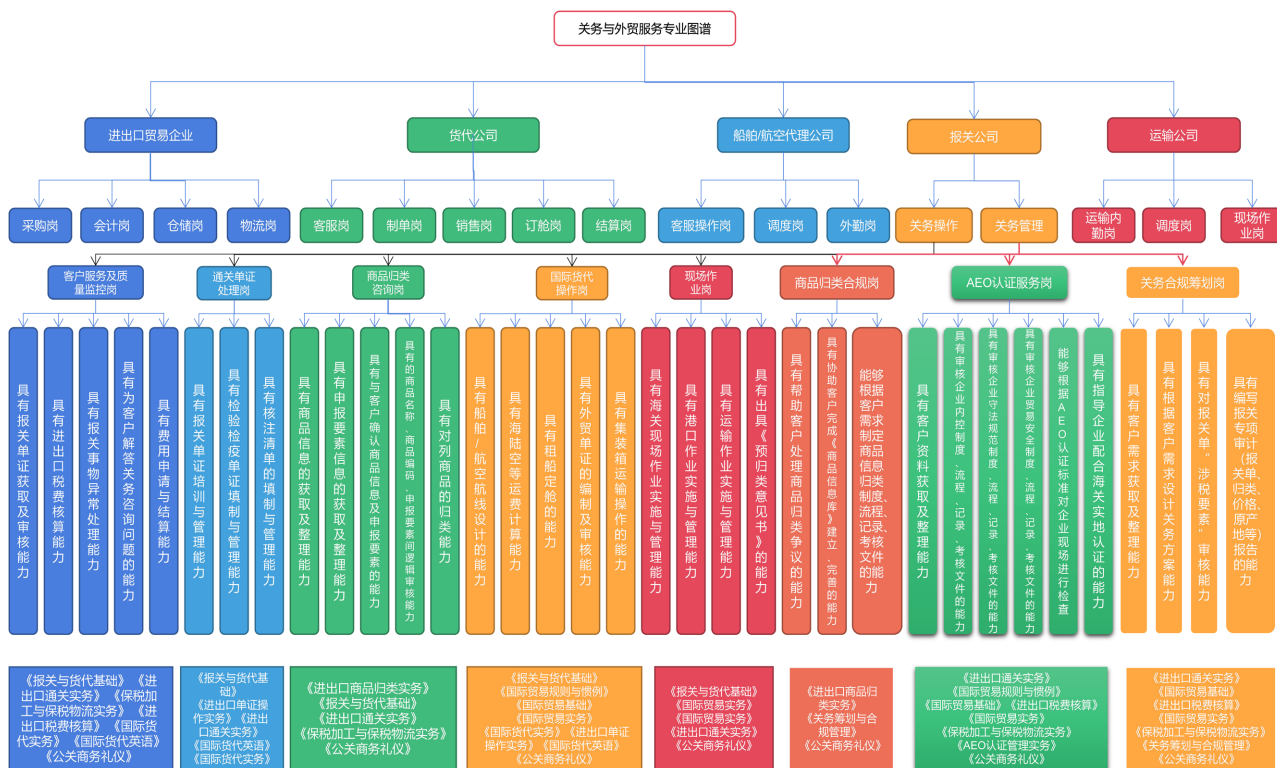 关务与外贸服务专业图谱
进出口贸易企业
货代公司
船舶/航空代理公司
报关公司
运输公司
采购岗
会计岗
仓储岗
物流岗
客服岗
制单岗
销售岗
订舱岗
结算岗
客服操作岗
调度岗
外勤岗
关务操作
关务管理
运输内
勤岗
调度岗
现场作
业岗
客户服务及质
量监控岗
通关单证
处理岗
商品归类
咨询岗
国际货代
操作岗
现场作
业岗
商品归类合规岗
AEO认证服务岗
关务合规筹划岗
具有报关单证获取及审核能力
具有进出口税费核算能力
具有报关事物异常处理能力
具有为客户解答关务咨询问题的能力
具有费用申请与结算能力
具有报关单证培训与管理能力
具有检验检疫单证填制与管理能力
具有核注清单的填制与管理能力
具有商品信息的获取及整理能力
具有申报要素信息的获取及整理能力
具有与客户确认商品信息及申报要素的能力
具有的商品名称、商品编码、申报要素间逻辑审核能力
具有对列商品的归类能力
具有船舶/航空航线设计的能力
具有海陆空等运费计算能力
具有租船定舱的能力
具有外贸单证的编制及审核能力
具有集装箱运输操作的能力
具有海关现场作业实施与管理能力
具有港口作业实施与管理能力
具有运输作业实施与管理能力
具有出具《预归类意见书》的能力
具有帮助客户处理商品归类争议的能力
具有协助客户完成《商品信息库》建立、完善的能力
能够
根据
客户
需求
制定
商品
信息
归类
制度、
流程、
记录、
考核
文件
的能
力
具有客户资料获取及整理能力
具有审核企业内控制度、流程、记录、考核文件的能力
具有审核企业守法规范制度、流程、记录、考核文件的能力
具有审核企业贸易安全制度、流程、记录、考核文件的能力
能够根据AEO认证标准对企业现场进行检查
具有指导企业配合海关实地认证的能力
具有客户需求获取及整理能力
具有根据客户需求设计关务方案能力
具有对报关单"涉税要素"审核能力
具有
编写
报关
专项
审计
（报
关单
归类、
价格、
原产
地等）
报告
的能
力
《报关与货代基础》《进
出口通关实务》《保税加
工与保税物流实务》《进
出口税费核算》《国际货
代实务》《国际货代英语》
《公关商务礼仪》
《报关与货代基
础》
《进出口单证操
作实务》《进出
口通关实务》
《国际货代英语》
《国际货代实务》
《进出口商品归类实务》
《报关与货代基础》
《进出口通关实务》
《保税加工与保税物流实务》
《公关商务礼仪》
《报关与货代基础》
《国际贸易规则与惯例》
《国际贸易基础》
《国际贸易实务》
《国际货代实务》《进出口单证
操作实务》《国际货代英语》
《公关商务礼仪》
《报关与货代基础》
《国际贸易实务》
《国际贸易实务》
《进出口通关实务》
《公关商务礼仪》
《进出口商品归
类实务》
《关务筹划与合
规管理》
《公关商务礼仪》
《进出口通关实务》
《国际贸易规则与惯例》
《国际贸易基础》《进出口税费核算》
《国际贸易实务》
《保税加工与保税物流实务》
《AEO认证管理实务》
《公关商务礼仪》
《进出口通关实务》
《国际贸易基础》
《进出口税费核算》
《国际贸易实务》
《保税加工与保税物流实务》
《关务筹划与合规管理》
《公关商务礼仪》